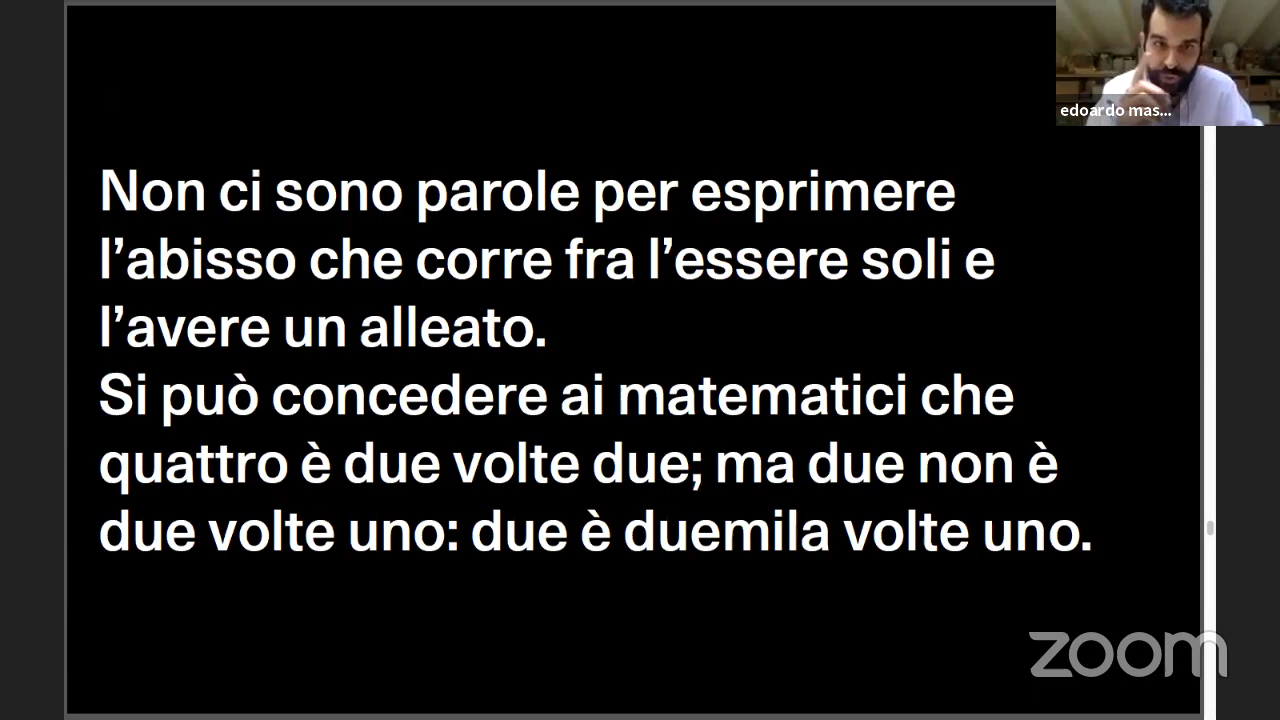 edoardo mas...
Non ci sono parole per esprimere
l’abisso che corre fra l’essere soli e
l’avere un alleato.
Si può concedere ai matematici che
quattro è due volte due; ma due non è
due volte uno: due è duemila volte uno.
zoom